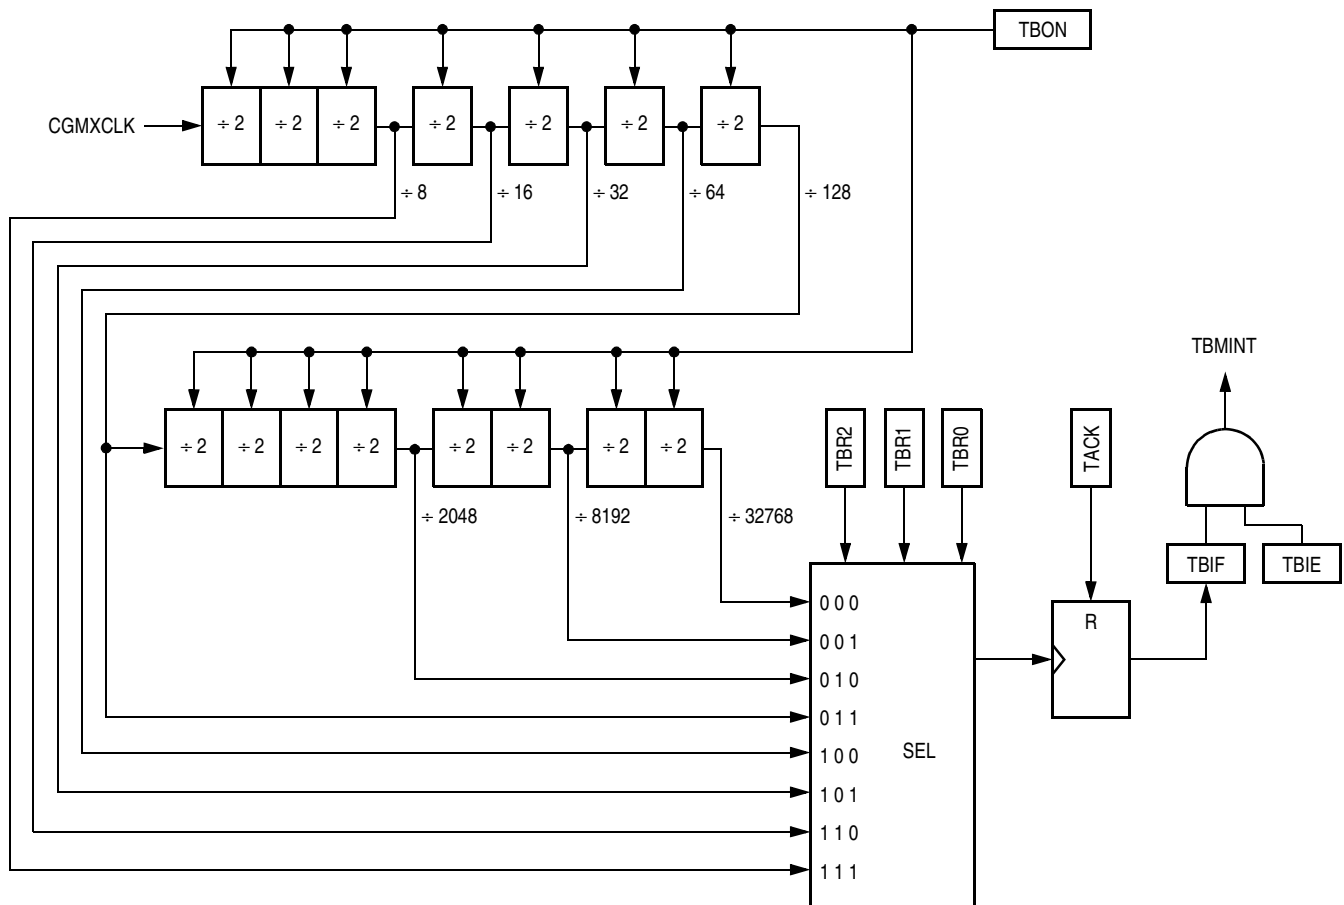 TBON
CGMXCLK
÷ 2 ÷ 2 ÷ 2 ÷ 2 ÷ 2 ÷ 2 ÷ 2
÷ 8 ÷ 16 ÷ 32 ÷ 64 ÷ 128
TBMINT
÷ 2 ÷ 2 ÷ 2 ÷ 2 ÷ 2 ÷ 2 ÷ 2 ÷ 2
TBR2 TBR1 TBR0 TACK
÷ 2048 ÷ 8192 ÷ 32768
TBIF TBIE
0 0 0
0 0 1
0 1 0
0 1 1
1 0 0
1 0 1
1 1 0
1 1 1
SEL
R